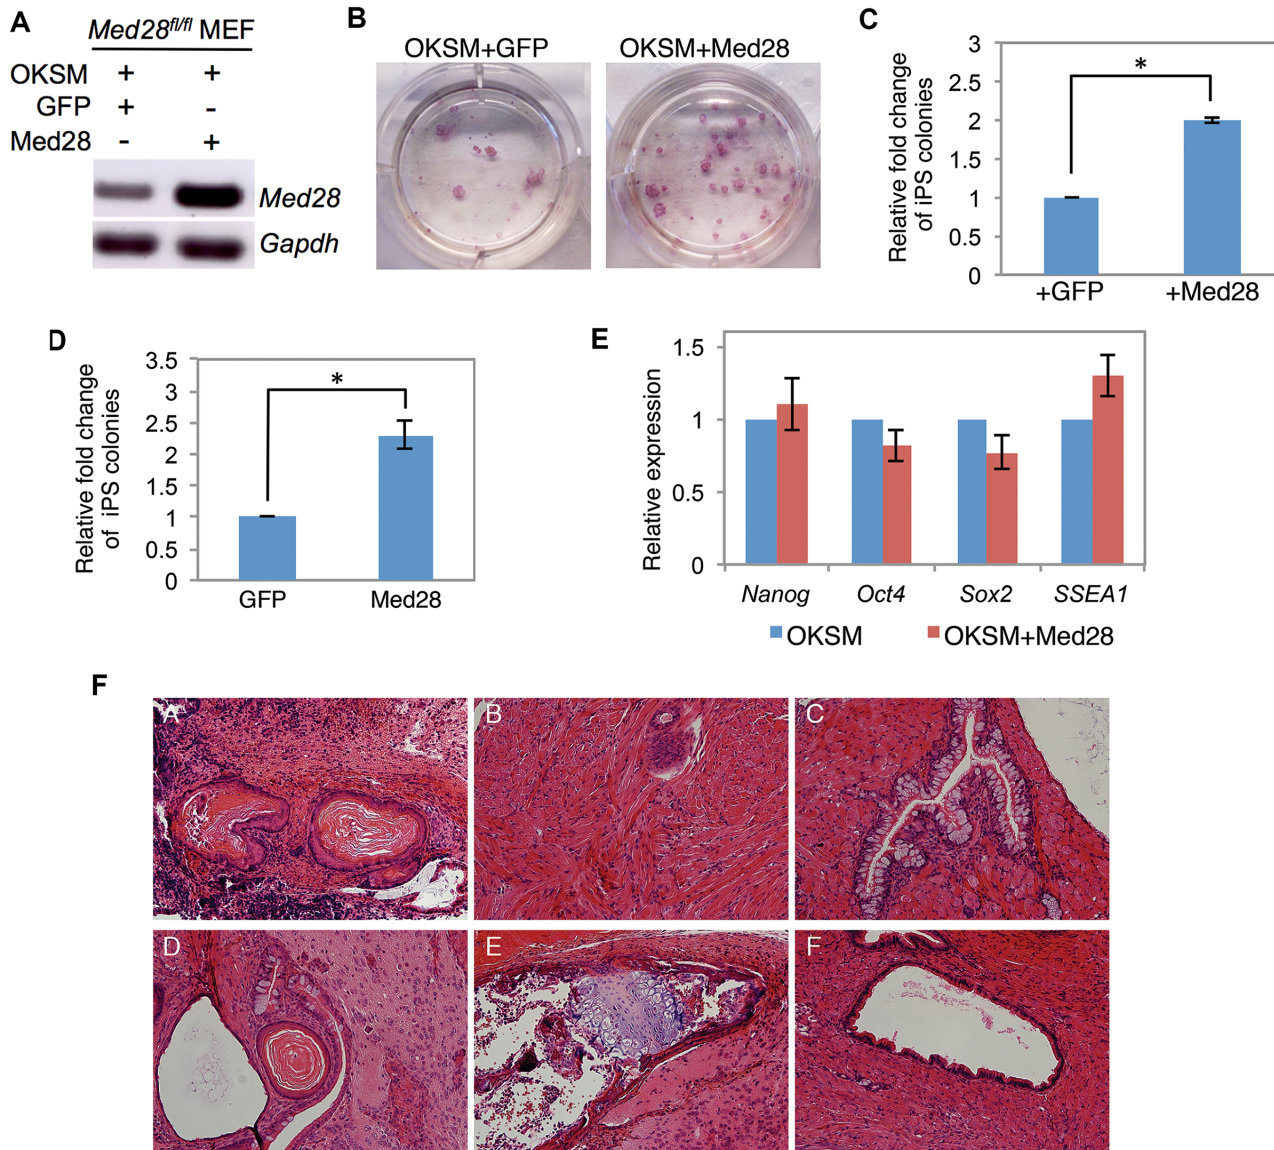 A
Med28fl/fl MEF
OKSM + +
GFP + -
Med28 - +
Med28
Gapdh
B
OKSM+GFP OKSM+Med28
C
Relative fold change
of iPS colonies
3
2.5
2
1.5
1
0.5
0
*
+GFP +Med28
D
Relative fold change
of iPS colonies
3.5
3
2.5
2
1.5
1
0.5
0
*
GFP Med28
E
Relative expression
1.5
1
0.5
0
Nanog Oct4 Sox2 SSEA1
OKSM OKSM+Med28
F
A B C
D E F